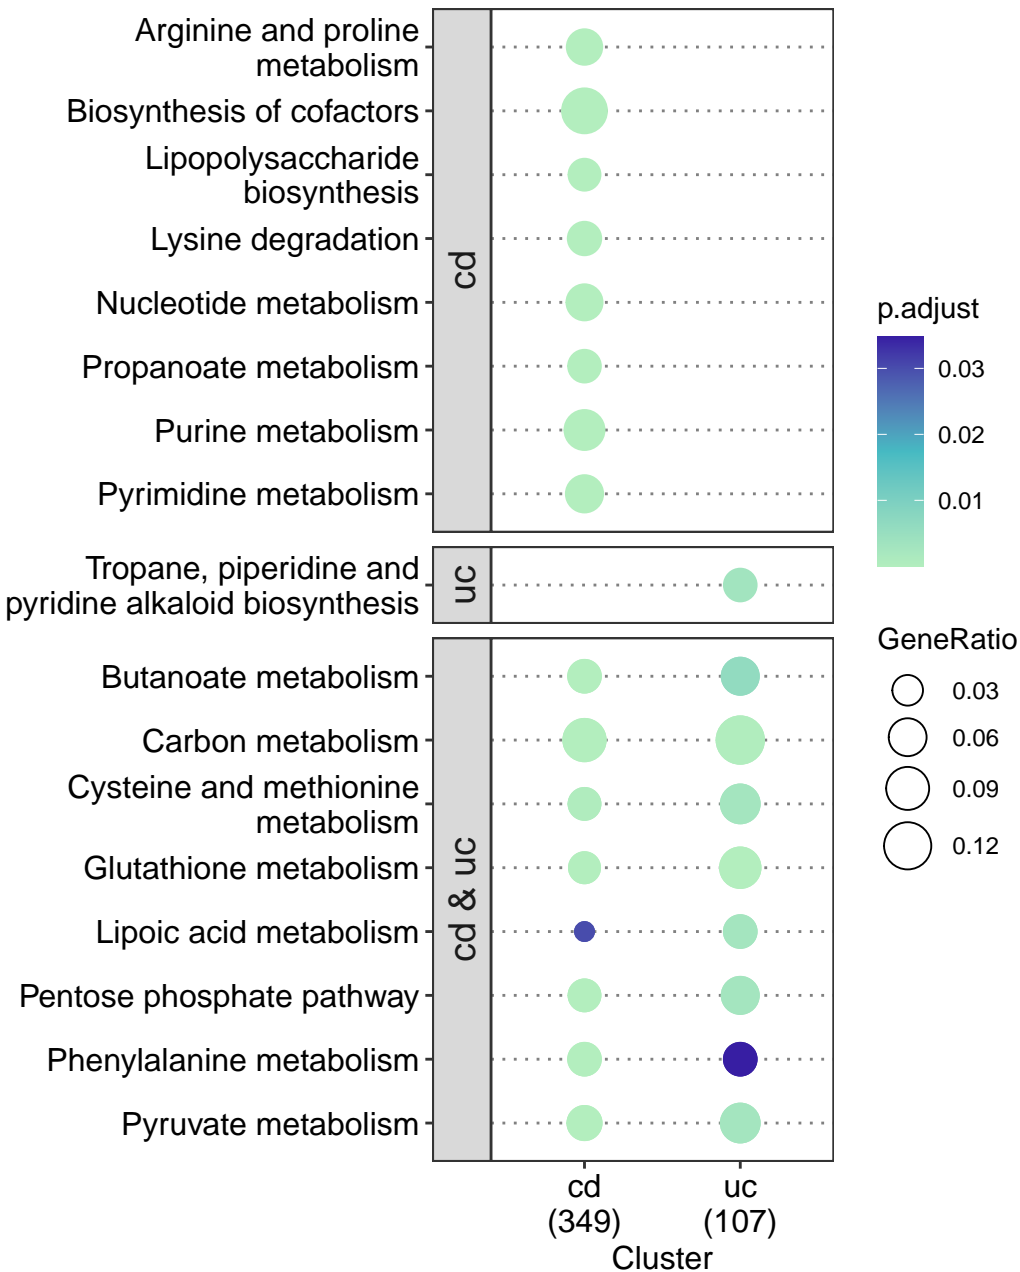 Arginine and proline
metabolism
Biosynthesis of cofactors
Lipopolysaccharide
biosynthesis
Lysine degradation
Nucleotide metabolism
Propanoate metabolism
Purine metabolism
Pyrimidine metabolism
cd
Tropane, piperidine and
pyridine alkaloid biosynthesis
uc
Butanoate metabolism
Carbon metabolism
Cysteine and methionine
metabolism
Glutathione metabolism
Lipoic acid metabolism
Pentose phosphate pathway
Phenylalanine metabolism
Pyruvate metabolism
cd & uc
cd
(349)
uc
(107)
Cluster
p.adjust
0.03
0.02
0.01
GeneRatio
0.03
0.06
0.09
0.12